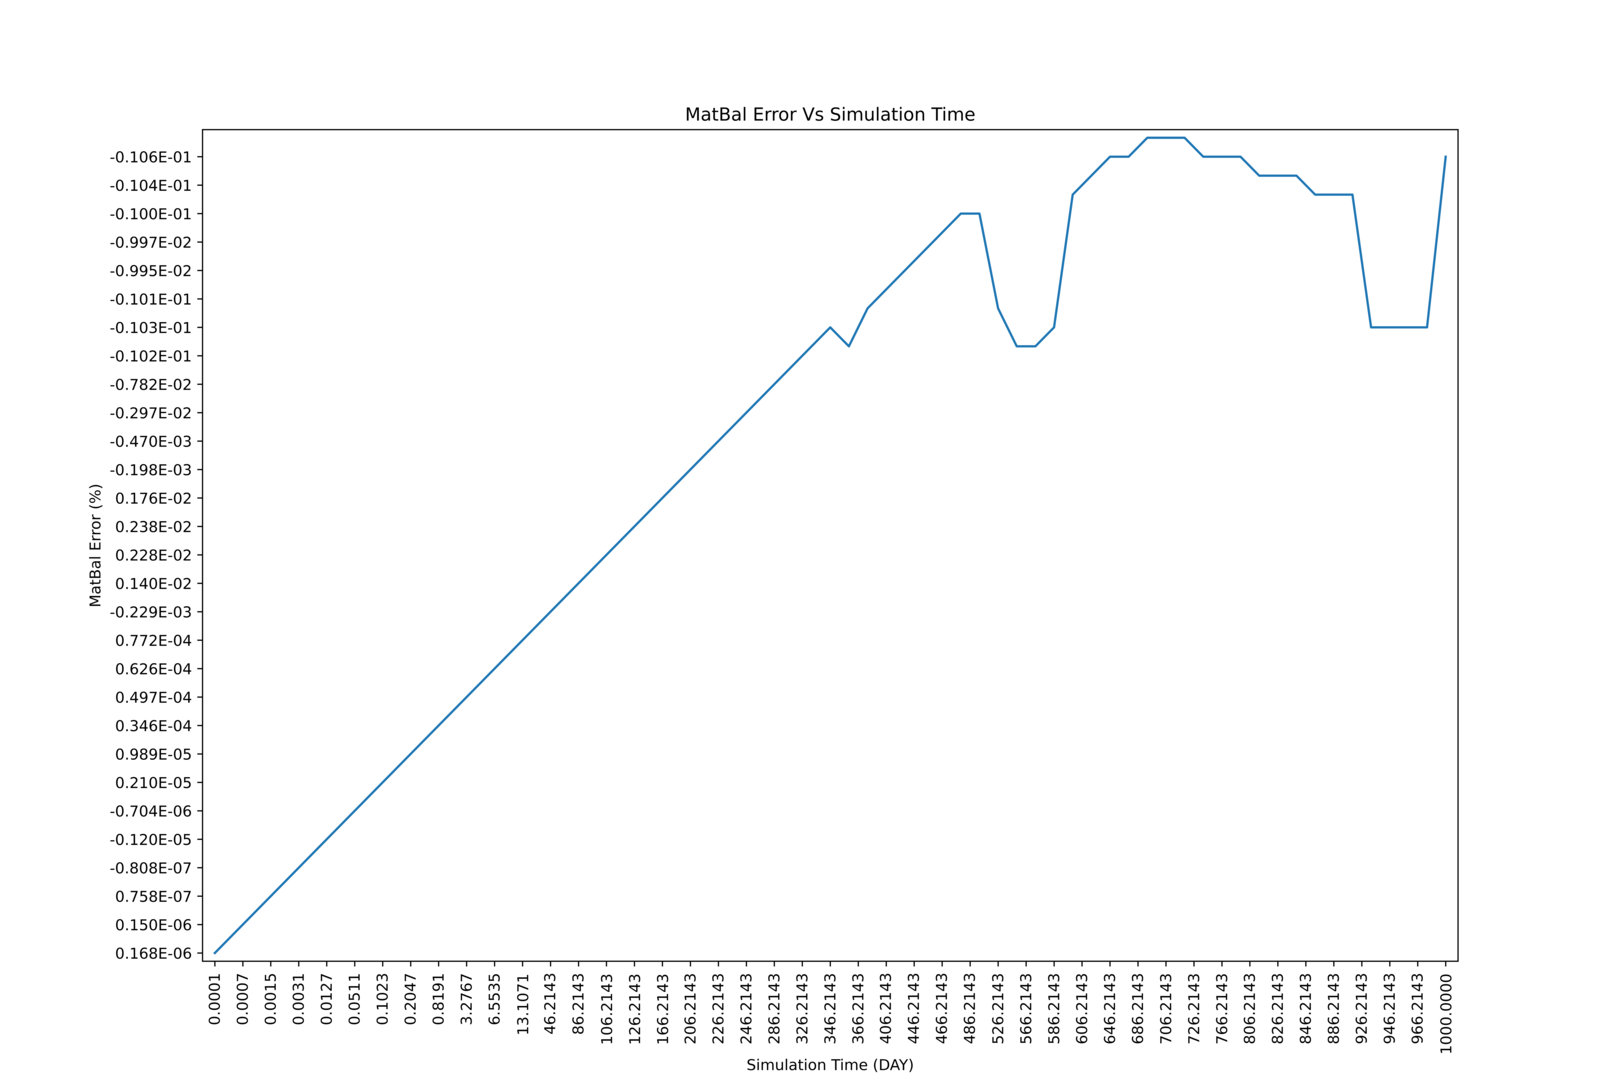 MatBal Error Vs Simulation Time
-0.106E-01
-0.104E-01
-0.100E-01
-0.997E-02
-0.995E-02
-0.101E-01
-0.103E-01
-0.102E-01
-0.782E-02
-0.297E-02
-0.470E-03
-0.198E-03
0.176E-02
0.238E-02
0.228E-02
0.140E-02
-0.229E-03
0.772E-04
0.626E-04
0.497E-04
0.346E-04
0.989E-05
0.210E-05
-0.704E-06
-0.120E-05
-0.808E-07
0.758E-07
0.150E-06
0.168E-06
MatBal Error (%)
0.0001
0.0007
0.0015
0.0031
0.0127
0.0511
0.1023
0.2047
0.8191
3.2767
6.5535
13.1071
46.2143
86.2143
106.2143
126.2143
166.2143
206.2143
226.2143
246.2143
286.2143
326.2143
346.2143
366.2143
406.2143
446.2143
466.2143
486.2143
526.2143
566.2143
586.2143
606.2143
646.2143
686.2143
706.2143
726.2143
766.2143
806.2143
826.2143
846.2143
886.2143
926.2143
946.2143
966.2143
1000.0000
Simulation Time (DAY)